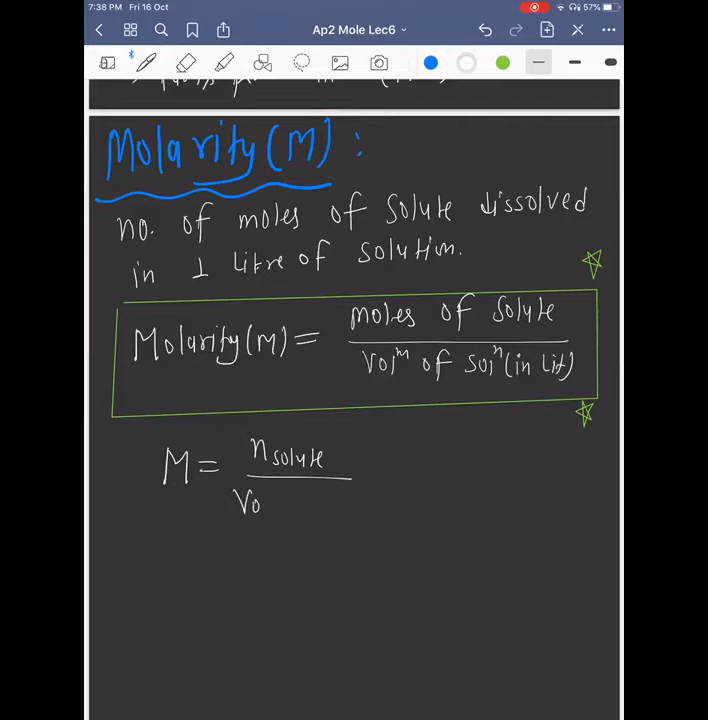 7:38 PM Fri 16 Oct
57%
Ap2 Mole Lec6
Molarity (M) :
no. of moles of solute dissolved
in 1 litre of solution.
Molarity (M) = moles of solute
Volm of Soln (in Lit)
M = nsolute
Vo